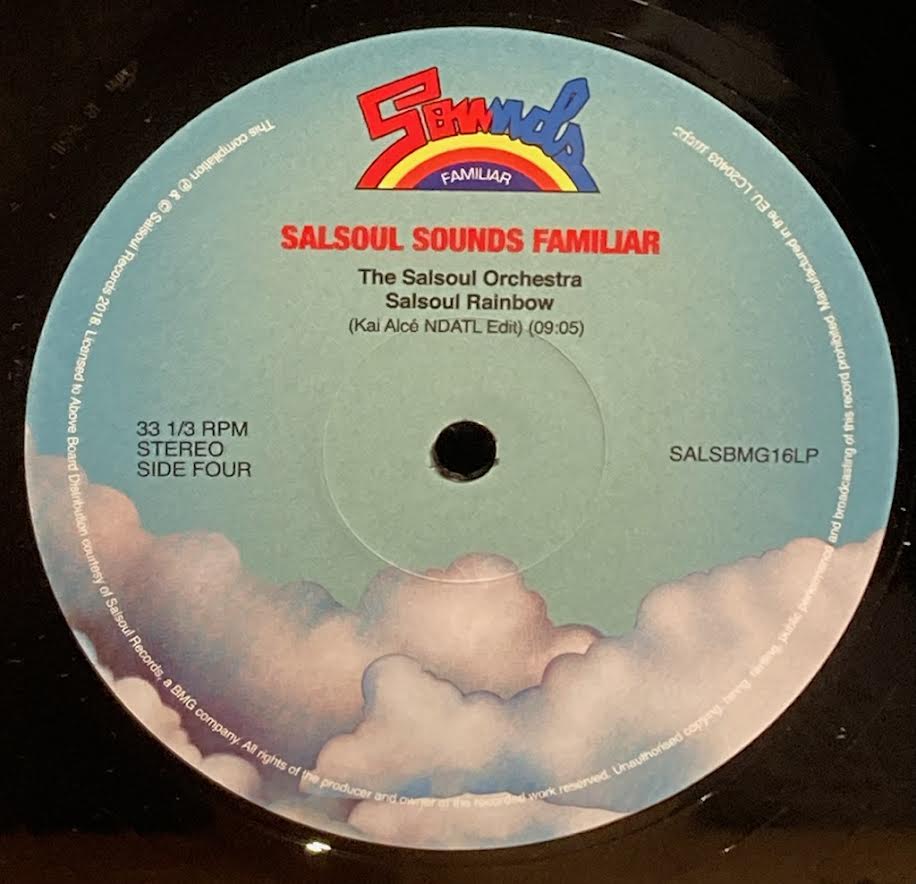 Sounds
FAMILIAR
SALSOUL SOUNDS FAMILIAR
The Salsoul Orchestra
Salsoul Rainbow
(Kai Alcé NDATL Edit) (09:05)
33 1/3 RPM
STEREO
SIDE FOUR
SALSBMG16LP
This compilation ℗ & © Salsoul Records 2018. Licensed to Above Board Distribution courtesy of Salsoul Records, a BMG company. All rights of the producer and owner of the recorded work reserved. Unauthorised copying, hiring, renting, public performance and broadcasting of this record prohibited. Manufactured in the EU. LC20403 mcps